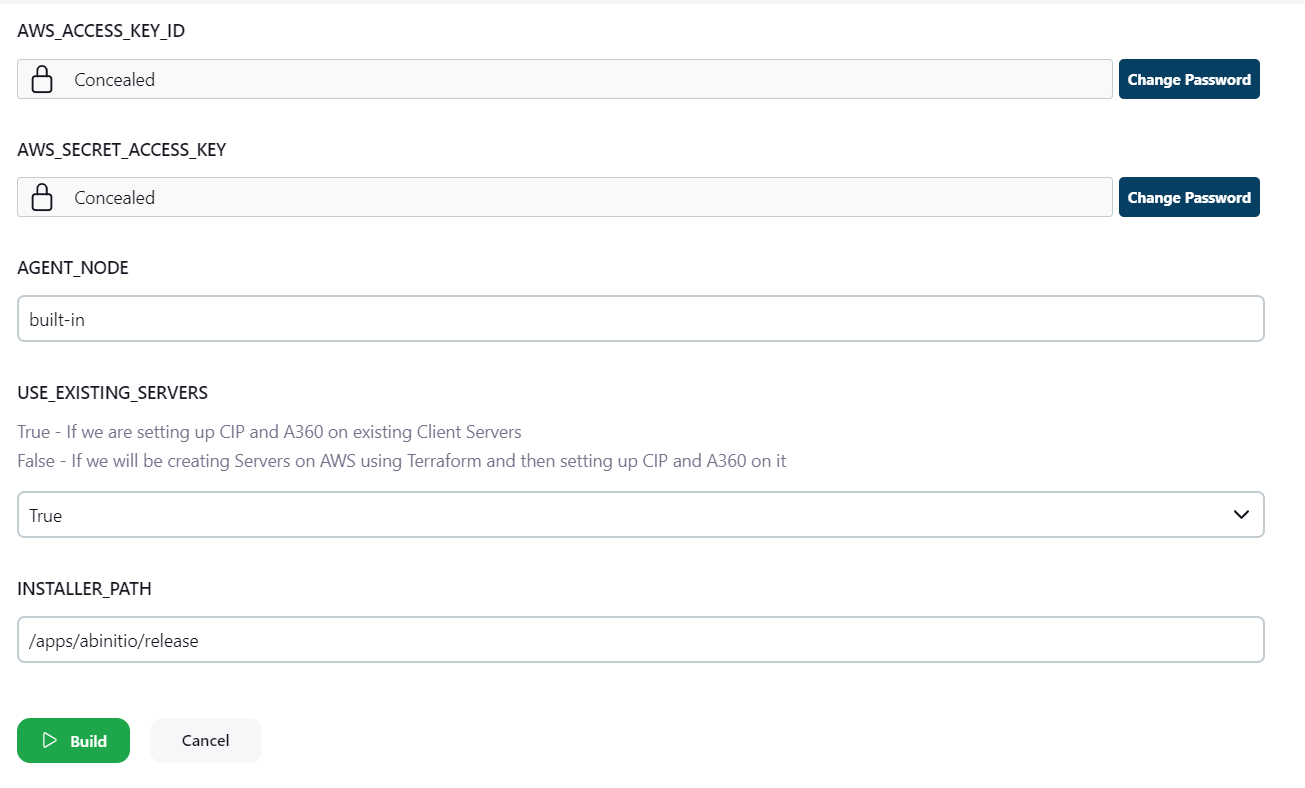 AWS_ACCESS_KEY_ID
Concealed
Change Password
AWS_SECRET_ACCESS_KEY
Concealed
Change Password
AGENT_NODE
built-in
USE_EXISTING_SERVERS
True - If we are setting up CIP and A360 on existing Client Servers
False - If we will be creating Servers on AWS using Terraform and then setting up CIP and A360 on it
True
INSTALLER_PATH
/apps/abinitio/release
Build
Cancel